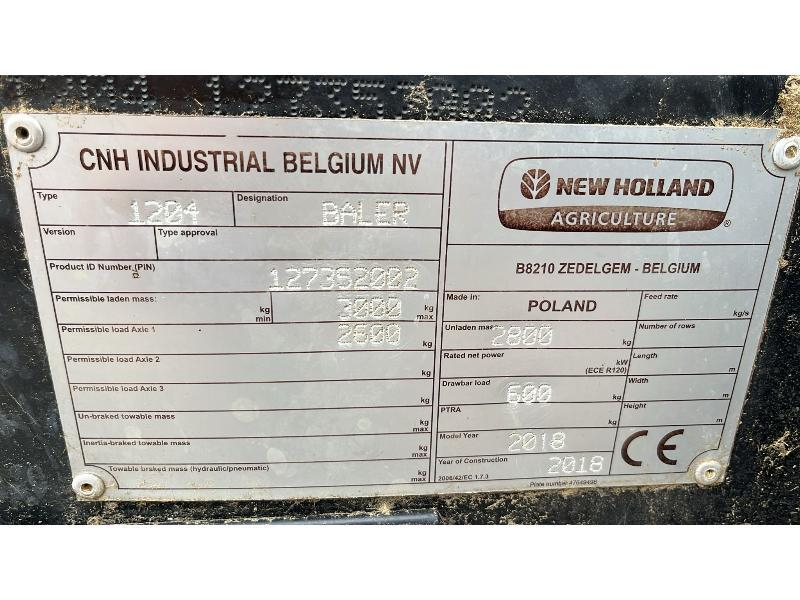 CNH INDUSTRIAL BELGIUM NV
Type 1204 Designation BALER
Version Type approval
Product ID Number (PIN) 127352002
Permissible laden mass: kg min 3000 kg max
Permissible load Axle 1 2600 kg
Permissible load Axle 2 kg
Permissible load Axle 3 kg
Un-braked towable mass kg max
Inertia-braked towable mass kg max
Towable braked mass (hydraulic/pneumatic) kg max
NEW HOLLAND
AGRICULTURE ®
B8210 ZEDELGEM - BELGIUM
Made in: POLAND Feed rate kg/s
Unladen mass 2800 kg Number of rows
Rated net power kW (ECE R120) Length m
Drawbar load 600 kg Width m
PTRA Height m
Model Year 2018
Year of Construction 2018 CE
2006/42/EC 1.7.3 Plate number 47649498